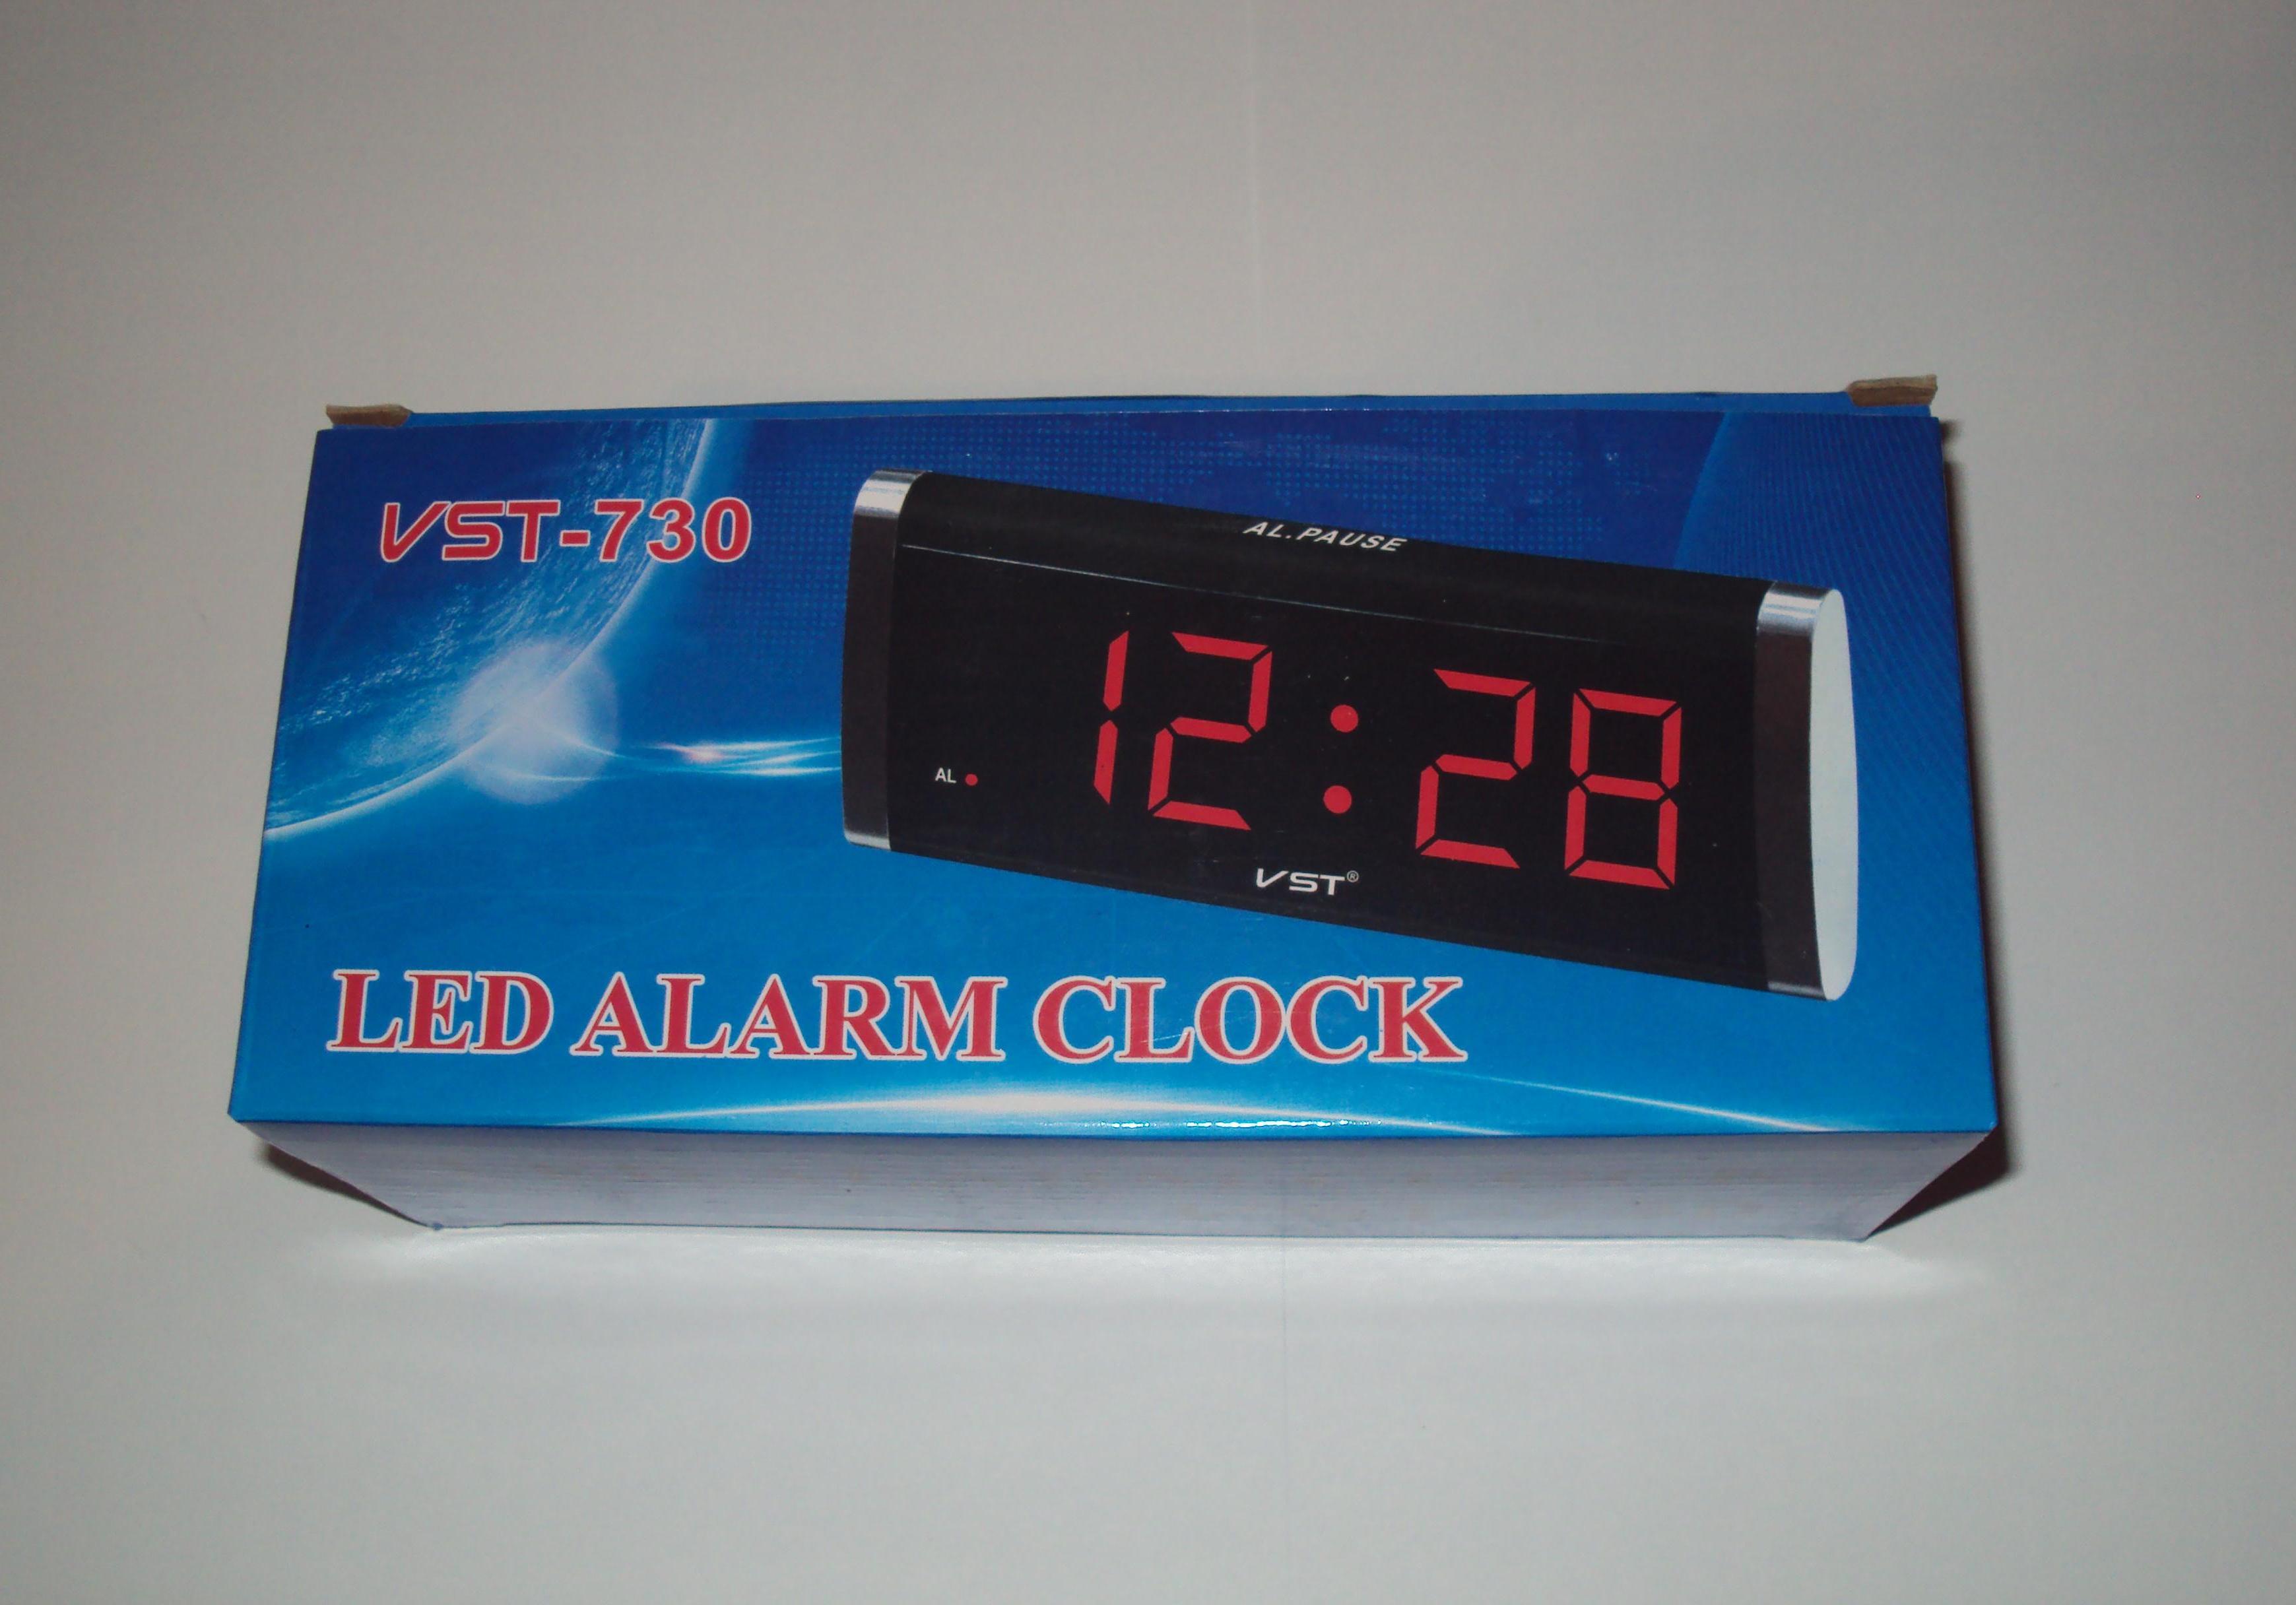 VST-730
AL.PAUSE
12:28
AL
VST®
LED ALARM CLOCK